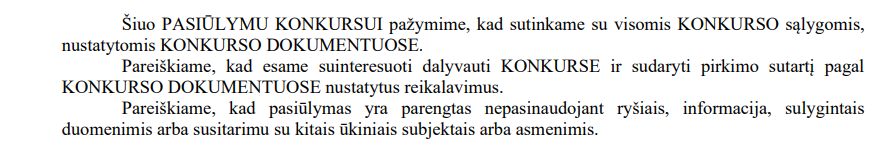 Šiuo PASIŪLYMU KONKURSUI pažymime, kad sutinkame su visomis KONKURSO sąlygomis,
nustatytomis KONKURSO DOKUMENTUOSE.
Pareiškiame, kad esame suinteresuoti dalyvauti KONKURSE ir sudaryti pirkimo sutartį pagal
KONKURSO DOKUMENTUOSE nustatytus reikalavimus.
Pareiškiame, kad pasiūlymas yra parengtas nepasinaudojant ryšiais, informacija, sulygintais
duomenimis arba susitarimu su kitais ūkiniais subjektais arba asmenimis.